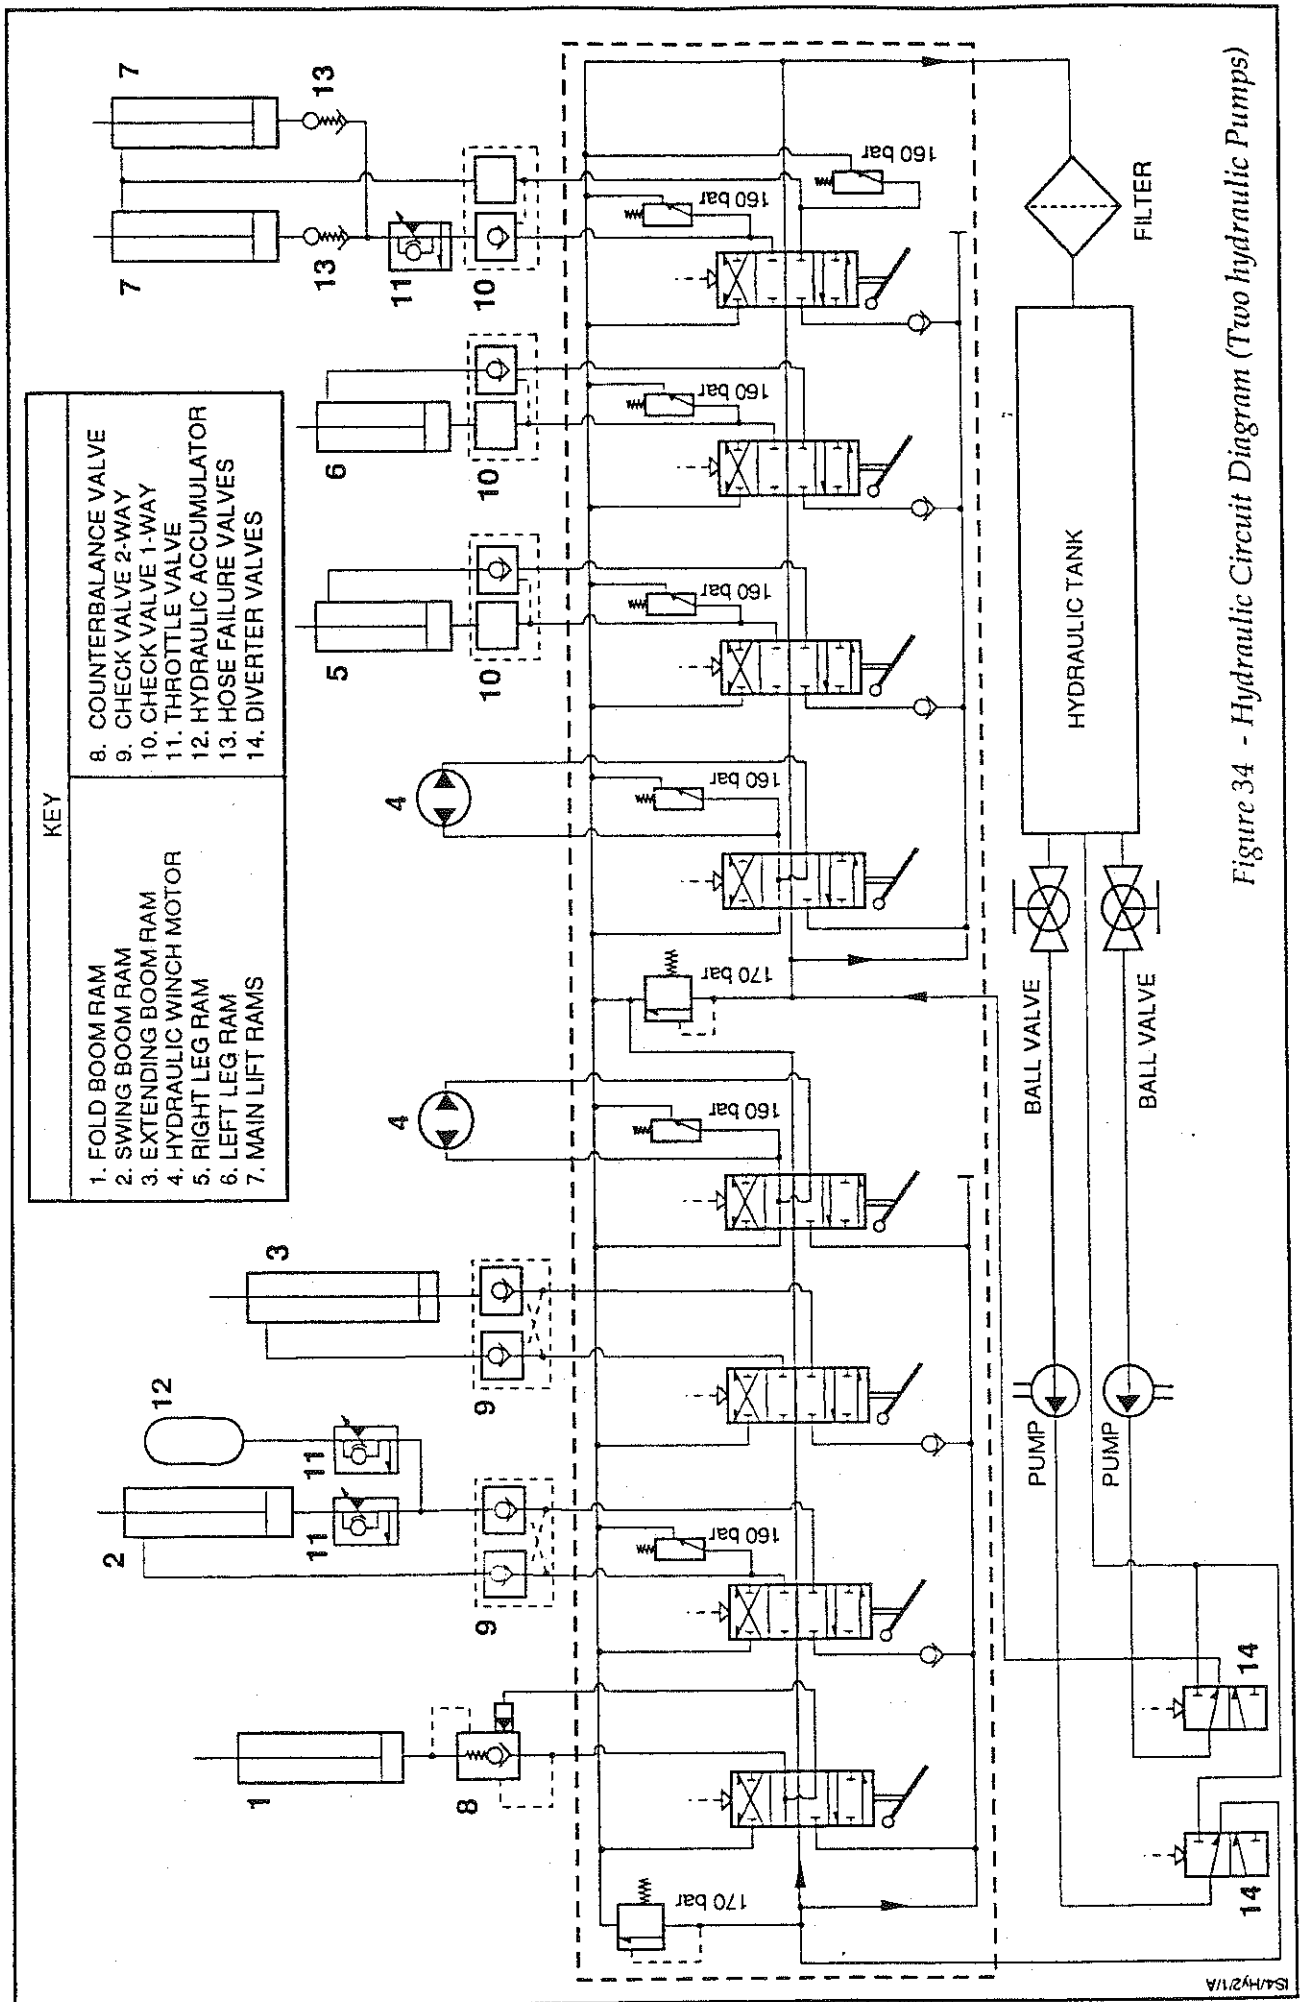 KEY
1. FOLD BOOM RAM
2. SWING BOOM RAM
3. EXTENDING BOOM RAM
4. HYDRAULIC WINCH MOTOR
5. RIGHT LEG RAM
6. LEFT LEG RAM
7. MAIN LIFT RAMS
8. COUNTERBALANCE VALVE
9. CHECK VALVE 2-WAY
10. CHECK VALVE 1-WAY
11. THROTTLE VALVE
12. HYDRAULIC ACCUMULATOR
13. HOSE FAILURE VALVES
14. DIVERTER VALVES
1
2
12
3
4
4
5
6
7
7
8
9
11
11
9
10
10
10
11
13
13
170 bar
160 bar
160 bar
170 bar
160 bar
160 bar
160 bar
160 bar
160 bar
14
14
PUMP
PUMP
BALL VALVE
BALL VALVE
HYDRAULIC TANK
FILTER
IS4/Hy2/1/A
Figure 34 - Hydraulic Circuit Diagram (Two hydraulic Pumps)